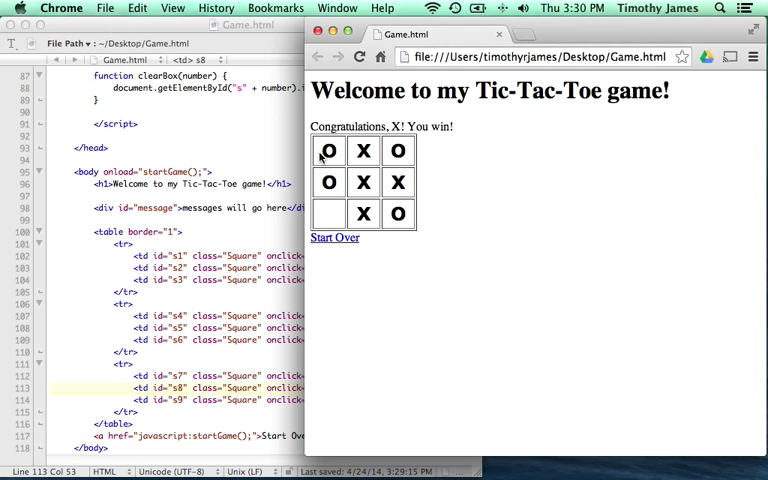 Chrome File Edit View History Bookmarks Window Help Thu 3:30 PM Timothy James
Game.html
File Path ▾ : ~/Desktop/Game.html
Game.html <td> s8
87 function clearBox(number) {
88 document.getElementById("s" + number).i
89 }
90
91 </script>
92
93 </head>
94
95 <body onload="startGame();">
96 <h1>Welcome to my Tic-Tac-Toe game!</h1>
97
98 <div id="message">messages will go here</di
99
100 <table border="1">
101 <tr>
102 <td id="s1" class="Square" onclick=
103 <td id="s2" class="Square" onclick=
104 <td id="s3" class="Square" onclick=
105 </tr>
106 <tr>
107 <td id="s4" class="Square" onclick=
108 <td id="s5" class="Square" onclick=
109 <td id="s6" class="Square" onclick=
110 </tr>
111 <tr>
112 <td id="s7" class="Square" onclick=
113 <td id="s8" class="Square" onclick=
114 <td id="s9" class="Square" onclick=
115 </tr>
116 </table>
117 <a href="javascript:startGame();">Start Ove
118 </body>
Line 113 Col 53 HTML Unicode (UTF-8) Unix (LF) Last saved: 4/24/14, 3:29:15 PM
Game.html
file:///Users/timothyrjames/Desktop/Game.html
Welcome to my Tic-Tac-Toe game!
Congratulations, X! You win!
O X O
O X X
X O
Start Over